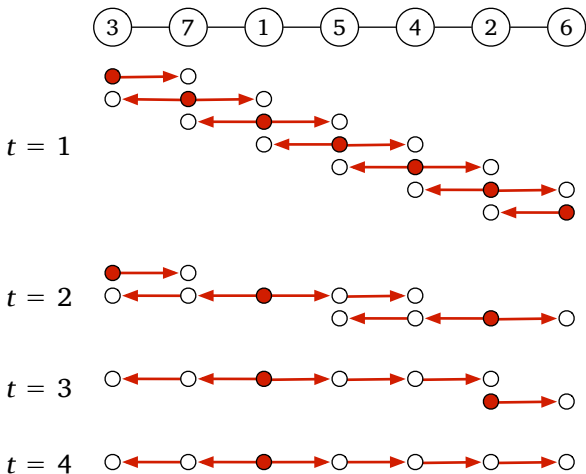 3 7 1 5 4 2 6
t = 1
t = 2
t = 3
t = 4